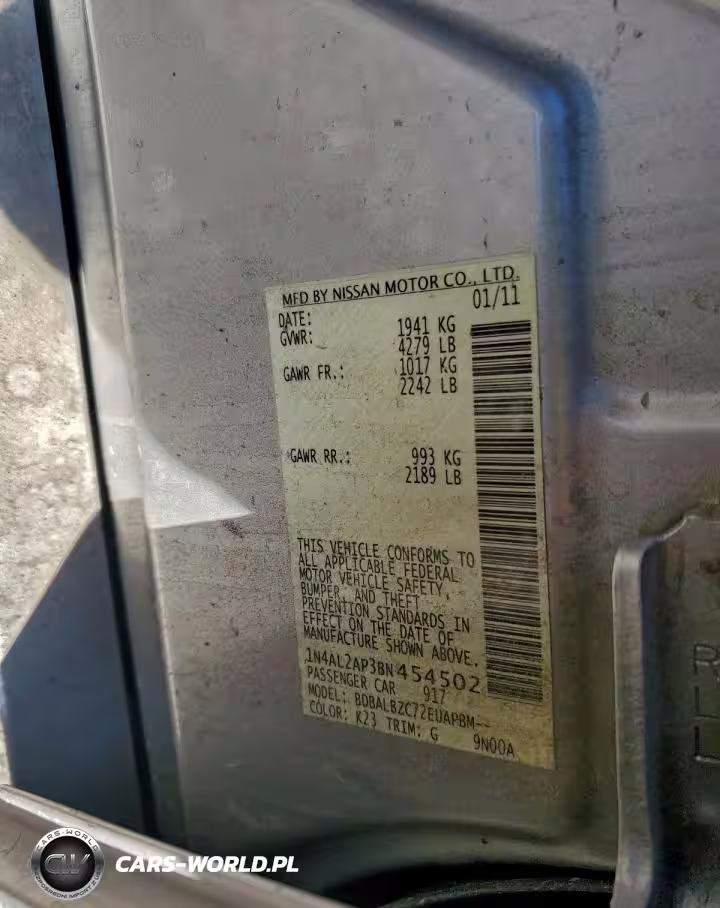 MFD BY NISSAN MOTOR CO., LTD.
DATE: 01/11
GVWR: 1941 KG
4279 LB
GAWR FR.: 1017 KG
2242 LB
GAWR RR.: 993 KG
2189 LB
THIS VEHICLE CONFORMS TO
ALL APPLICABLE FEDERAL
MOTOR VEHICLE SAFETY,
BUMPER, AND THEFT
PREVENTION STANDARDS IN
EFFECT ON THE DATE OF
MANUFACTURE SHOWN ABOVE.
1N4AL2AP3BN454502
PASSENGER CAR 917
MODEL: BDBALBZC72EUAPBM--
COLOR: K23 TRIM: G 9N00A
CARS-WORLD
CW
CARS-WORLD.PL